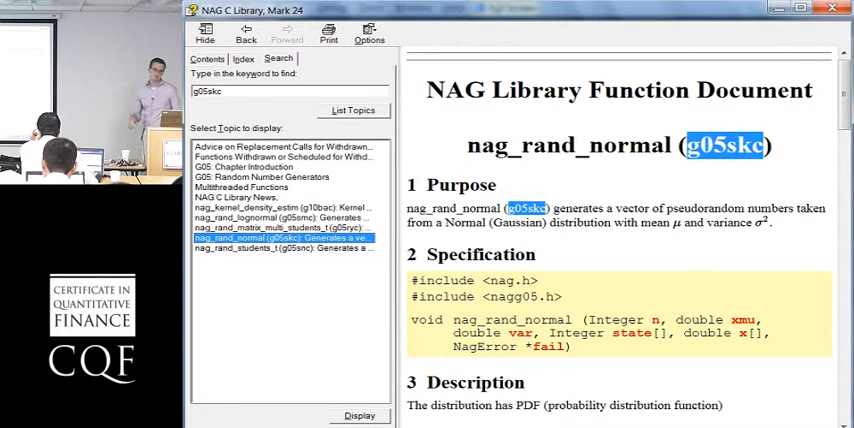 NAG C Library, Mark 24
Hide
Back
Forward
Print
Options
Contents Index Search
Type in the keyword to find:
g05skc
List Topics
Select Topic to display:
Advice on Replacement Calls for Withdrawn...
Functions Withdrawn or Scheduled for Withd...
G05: Chapter Introduction
G05: Random Number Generators
Multithreaded Functions
NAG C Library News,
nag_kernel_density_estim (g10bac): Kernel ...
nag_rand_lognormal (g05smc): Generates ...
nag_rand_matrix_multi_students_t (g05ryc): ...
nag_rand_normal (g05skc): Generates a ve...
nag_rand_students_t (g05snc): Generates a ...
Display
NAG Library Function Document
nag_rand_normal (g05skc)
1 Purpose
nag_rand_normal (g05skc) generates a vector of pseudorandom numbers taken
from a Normal (Gaussian) distribution with mean μ and variance σ².
2 Specification
#include <nag.h>
#include <nagg05.h>
void nag_rand_normal (Integer n, double xmu,
double var, Integer state[], double x[],
NagError *fail)
3 Description
The distribution has PDF (probability distribution function)
CERTIFICATE IN
QUANTITATIVE
FINANCE
CQF